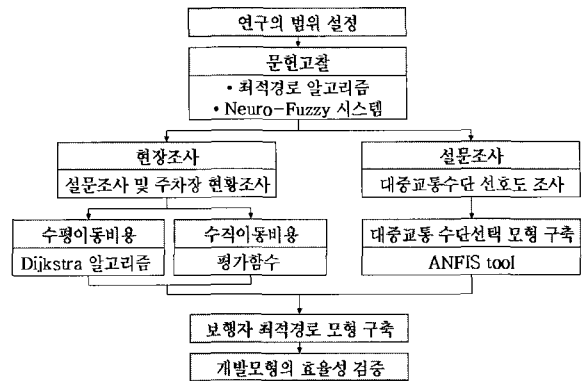 연구의 범위 설정
문헌고찰
• 최적경로 알고리즘
• Neuro-Fuzzy 시스템
현장조사
설문조사 및 주차장 현황조사
설문조사
대중교통수단 선호도 조사
수평이동비용
Dijkstra 알고리즘
수직이동비용
평가함수
대중교통 수단선택 모형 구축
ANFIS tool
보행자 최적경로 모형 구축
개발모형의 효율성 검증